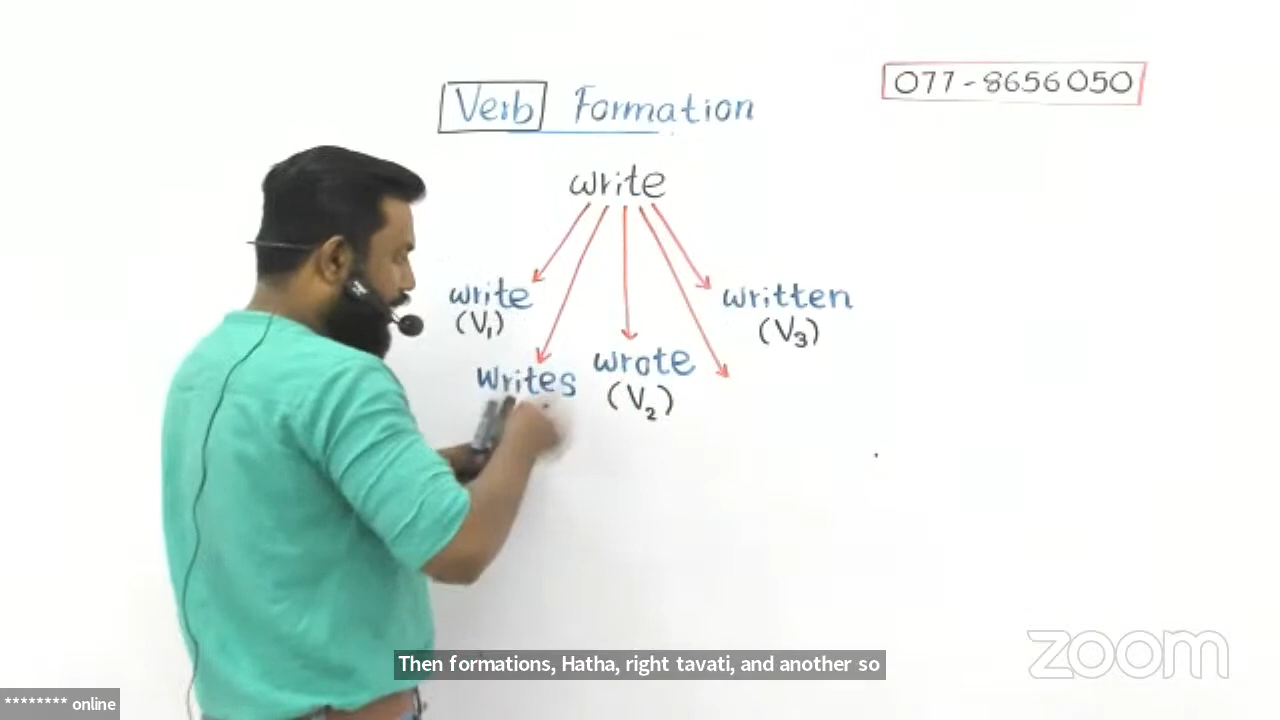 077-8656050
Verb Formation
write
write
(V1)
written
(V3)
writes
wrote
(V2)
Then formations, Hatha, right tavati, and another so
zoom
******** online